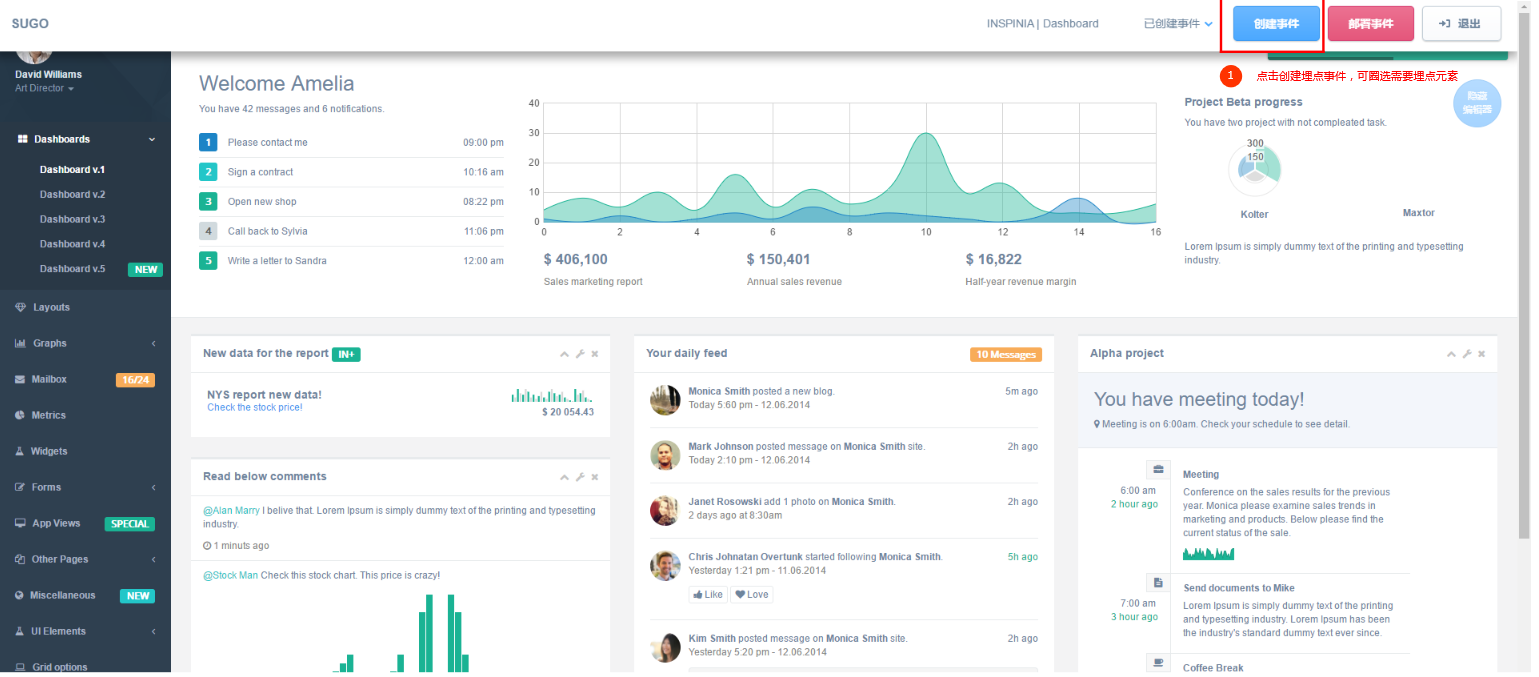 SUGO
INSPINIA | Dashboard
已创建事件
创建事件
部署事件
退出
1 点击创建埋点事件，可圈选需要埋点元素
隐藏
编辑器
David Williams
Art Director
Dashboards
Dashboard v.1
Dashboard v.2
Dashboard v.3
Dashboard v.4
Dashboard v.5 NEW
Layouts
Graphs
Mailbox 16/24
Metrics
Widgets
Forms
App Views SPECIAL
Other Pages
Miscellaneous NEW
UI Elements
Grid options
Welcome Amelia
You have 42 messages and 6 notifications.
1 Please contact me 09:00 pm
2 Sign a contract 10:16 am
3 Open new shop 08:22 pm
4 Call back to Sylvia 11:06 pm
5 Write a letter to Sandra 12:00 am
40
30
20
10
0
0 2 4 6 8 10 12 14 16
$ 406,100
Sales marketing report
$ 150,401
Annual sales revenue
$ 16,822
Half-year revenue margin
Project Beta progress
You have two project with not compleated task.
300
150
Kolter
Maxtor
Lorem Ipsum is simply dummy text of the printing and typesetting
industry.
New data for the report IN+
NYS report new data!
Check the stock price!
$ 20 054.43
Read below comments
@Alan Marry I belive that. Lorem Ipsum is simply dummy text of the printing and typesetting
industry.
1 minuts ago
@Stock Man Check this stock chart. This price is crazy!
Your daily feed 10 Messages
Monica Smith posted a new blog. 5m ago
Today 5:60 pm - 12.06.2014
Mark Johnson posted message on Monica Smith site. 2h ago
Today 2:10 pm - 12.06.2014
Janet Rosowski add 1 photo on Monica Smith. 2h ago
2 days ago at 8:30am
Chris Johnatan Overtunk started following Monica Smith. 5h ago
Yesterday 1:21 pm - 11.06.2014
Like Love
Kim Smith posted message on Monica Smith site. 2h ago
Yesterday 5:20 pm - 12.06.2014
Alpha project
You have meeting today!
Meeting is on 6:00am. Check your schedule to see detail.
6:00 am
2 hour ago
Meeting
Conference on the sales results for the previous
year. Monica please examine sales trends in
marketing and products. Below please find the
current status of the sale.
7:00 am
3 hour ago
Send documents to Mike
Lorem Ipsum is simply dummy text of the printing
and typesetting industry. Lorem Ipsum has been
the industry's standard dummy text ever since.
Coffee Break